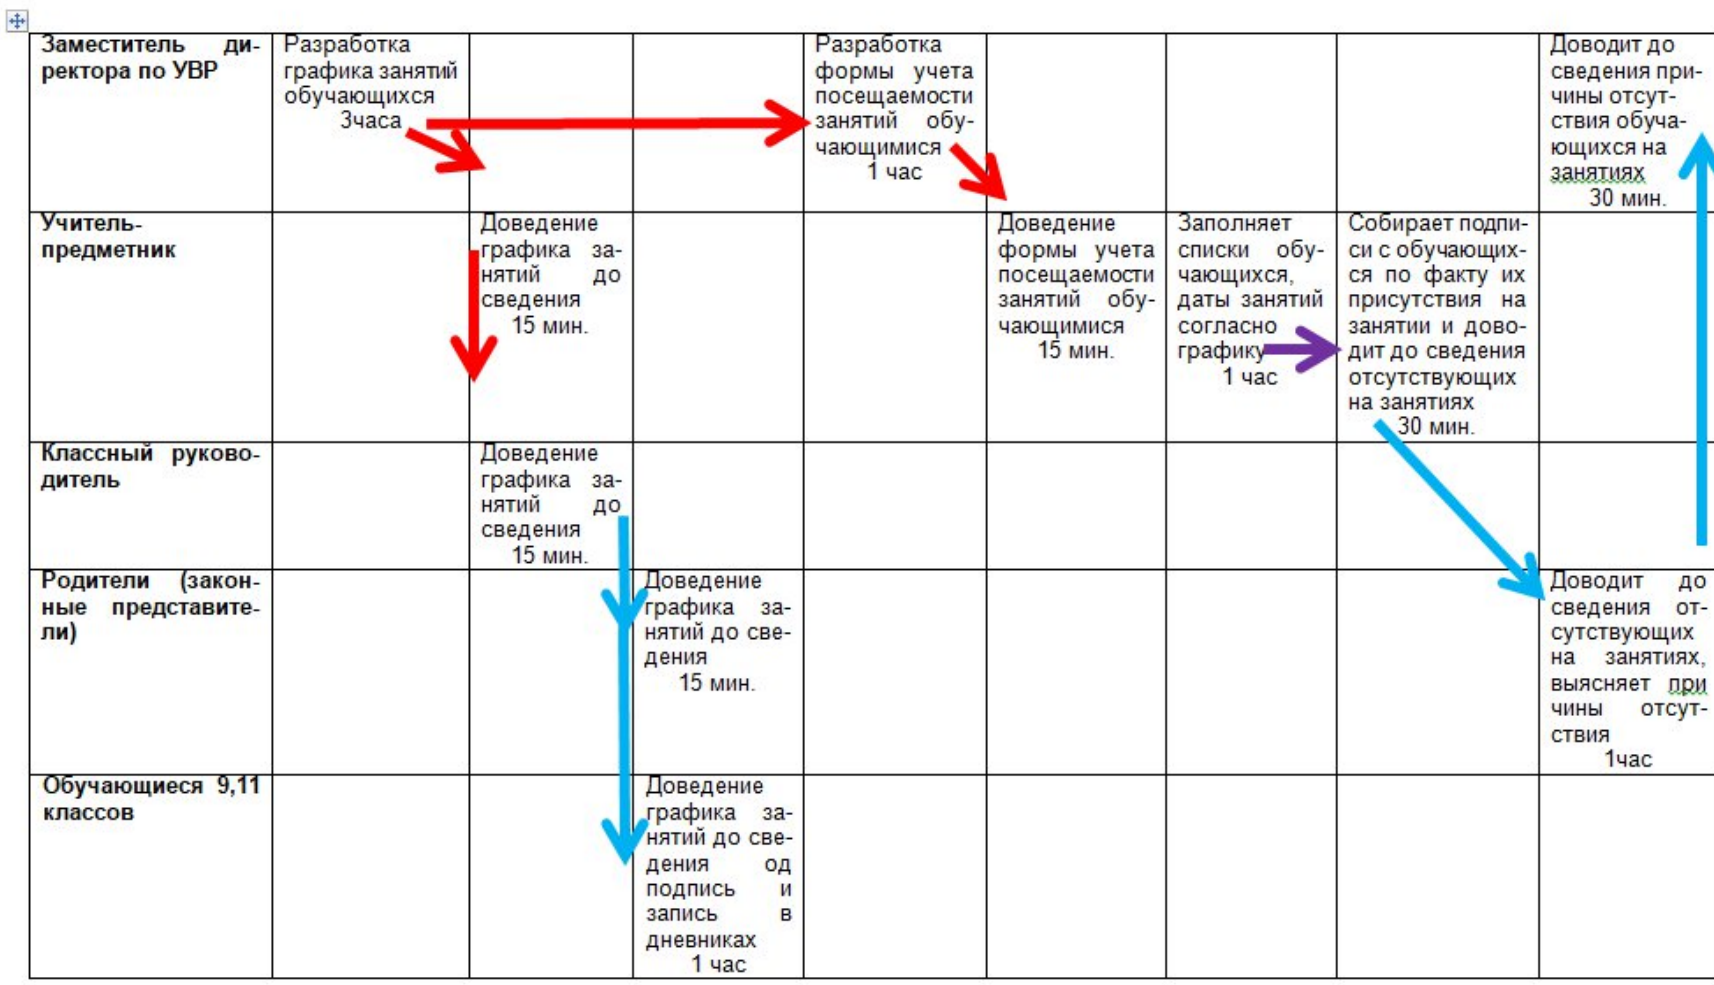 Заместитель ди-
ректора по УВР
Разработка
графика занятий
обучающихся
3часа
Разработка
формы учета
посещаемости
занятий обу-
чающимися
1 час
Доводит до
сведения при-
чины отсут-
ствия обуча-
ющихся на
занятиях
30 мин.
Учитель-
предметник
Доведение
графика за-
нятий до
сведения
15 мин.
Доведение
формы учета
посещаемости
занятий обу-
чающимися
15 мин.
Заполняет
списки обу-
чающихся,
даты занятий
согласно
графику
1 час
Собирает подпи-
си с обучающих-
ся по факту их
присутствия на
занятии и дово-
дит до сведения
отсутствующих
на занятиях
30 мин.
Классный руково-
дитель
Доведение
графика за-
нятий до
сведения
15 мин.
Родители (закон-
ные представите-
ли)
Доведение
графика за-
нятий до све-
дения
15 мин.
Доводит до
сведения от-
сутствующих
на занятиях,
выясняет при
чины отсут-
ствия
1час
Обучающиеся 9,11
классов
Доведение
графика за-
нятий до све-
дения од
подпись и
запись в
дневниках
1 час